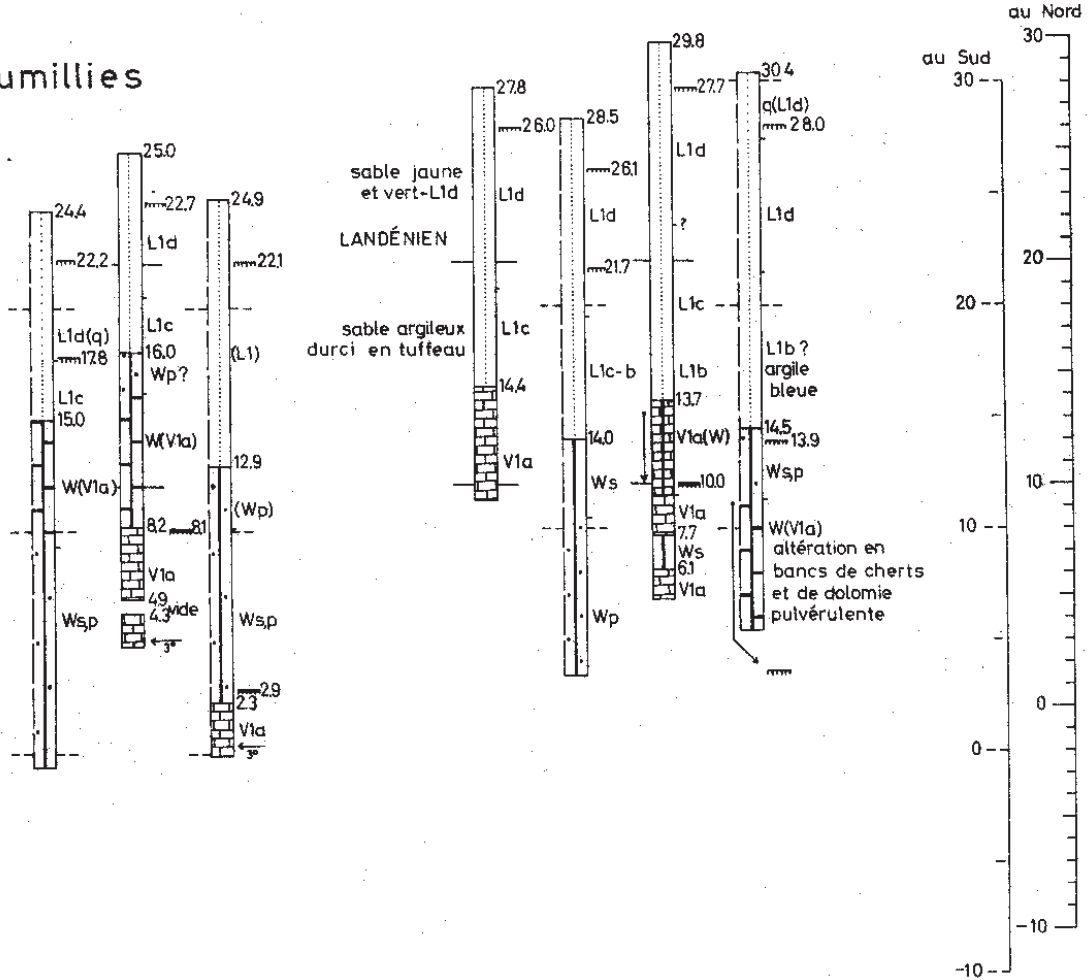 umillies
24.4
22.2
L1d(q)
17.8
L1c
15.0
W(V1a)
Ws,p
25.0
22.7
L1d
L1c
16.0
Wp?
W(V1a)
8.2
8.1
V1a
4.9
vide
4.3
3°
24.9
22.1
(L1)
12.9
(Wp)
Ws,p
2.9
2.3
V1a
3°
sable jaune
et vert-L1d
LANDÉNIEN
sable argileux
durci en tuffeau
27.8
26.0
L1d
L1c
14.4
V1a
28.5
26.1
L1d
21.7
L1c-b
14.0
Ws
Wp
29.8
27.7
L1d
?
L1c
L1b
13.7
V1a(W)
10.0
V1a
7.7
Ws
6.1
V1a
30.4
q(L1d)
28.0
L1d
L1b ?
argile
bleue
14.5
13.9
Ws,p
W(V1a)
altération en
bancs de cherts
et de dolomie
pulvérulente
au Sud
30
20
10
0
-10
au Nord
30
20
10
0
-10